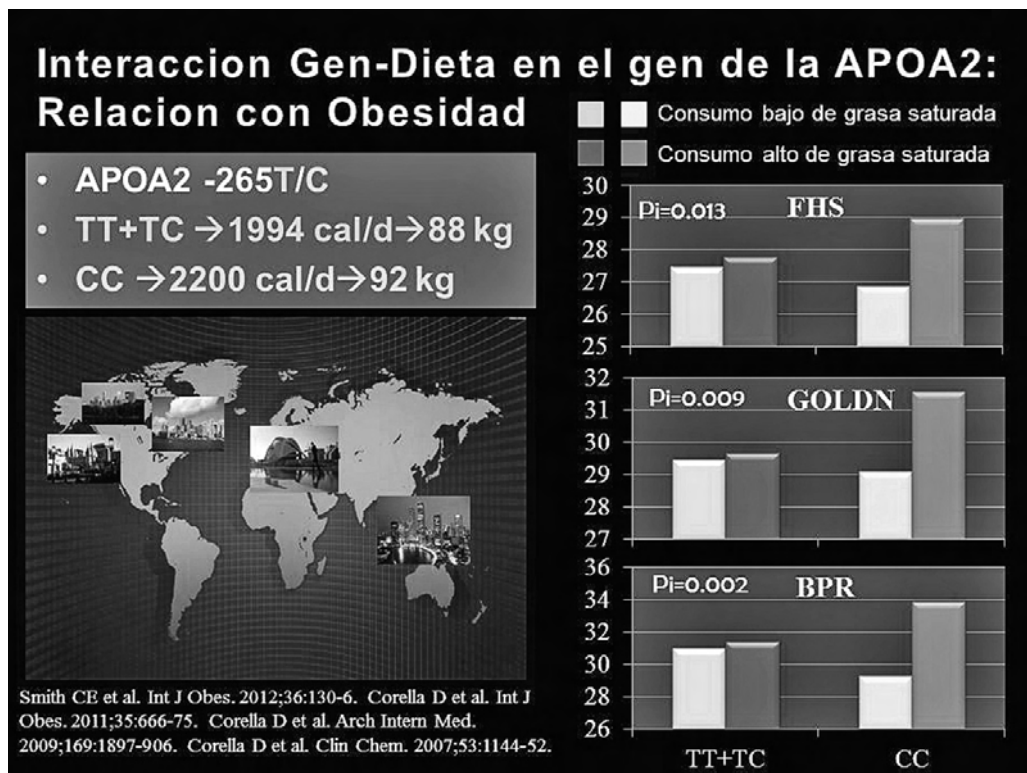 Interaccion Gen-Dieta en el gen de la APOA2:
Relacion con Obesidad
• APOA2 -265T/C
• TT+TC →1994 cal/d→88 kg
• CC →2200 cal/d→92 kg
Smith CE et al. Int J Obes. 2012;36:130-6. Corella D et al. Int J
Obes. 2011;35:666-75. Corella D et al. Arch Intern Med.
2009;169:1897-906. Corella D et al. Clin Chem. 2007;53:1144-52.
Consumo bajo de grasa saturada
Consumo alto de grasa saturada
Pi=0.013 FHS
30
29
28
27
26
25
Pi=0.009 GOLDN
32
31
30
29
28
27
Pi=0.002 BPR
36
34
32
30
28
26
TT+TC CC